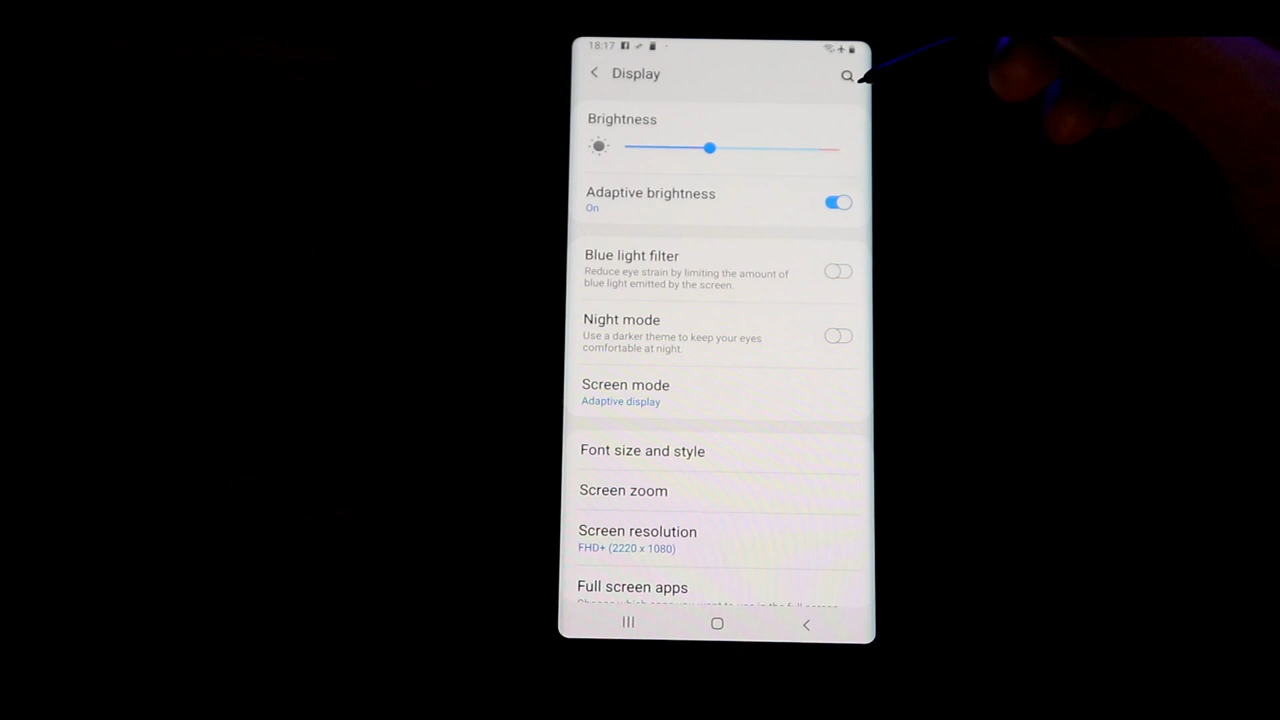 18:17
Display
Brightness
Adaptive brightness
On
Blue light filter
Reduce eye strain by limiting the amount of
blue light emitted by the screen.
Night mode
Use a darker theme to keep your eyes
comfortable at night.
Screen mode
Adaptive display
Font size and style
Screen zoom
Screen resolution
FHD+ (2220 x 1080)
Full screen apps